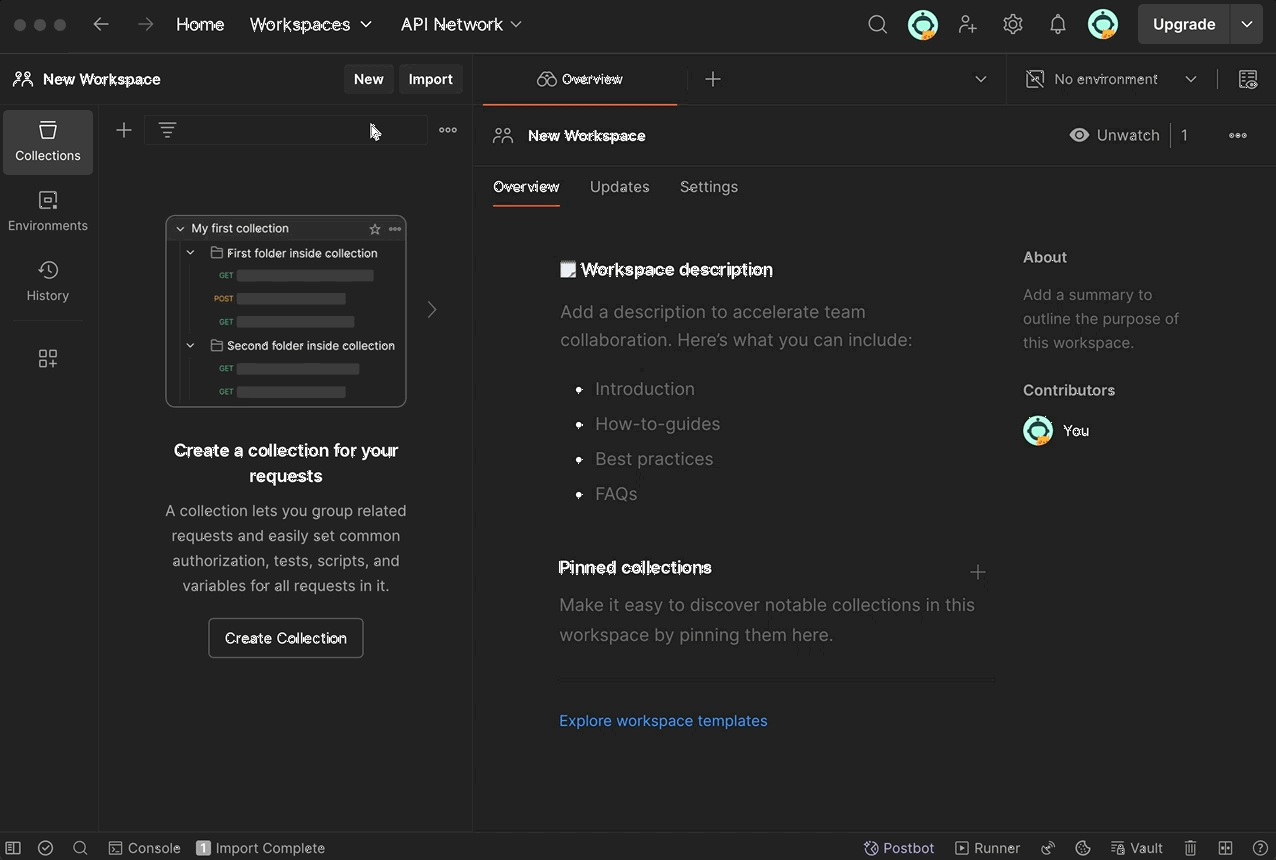 Home Workspaces API Network Upgrade
New Workspace New Import
Overview
No environment
Collections
Environments
History
My first collection
First folder inside collection
GET
POST
GET
Second folder inside collection
GET
GET
Create a collection for your
requests
A collection lets you group related
requests and easily set common
authorization, tests, scripts, and
variables for all requests in it.
Create Collection
New Workspace
Unwatch 1
Overview Updates Settings
Workspace description
Add a description to accelerate team
collaboration. Here’s what you can include:
• Introduction
• How-to-guides
• Best practices
• FAQs
Pinned collections
Make it easy to discover notable collections in this
workspace by pinning them here.
Explore workspace templates
About
Add a summary to
outline the purpose of
this workspace.
Contributors
You
Console 1 Import Complete Postbot Runner Vault